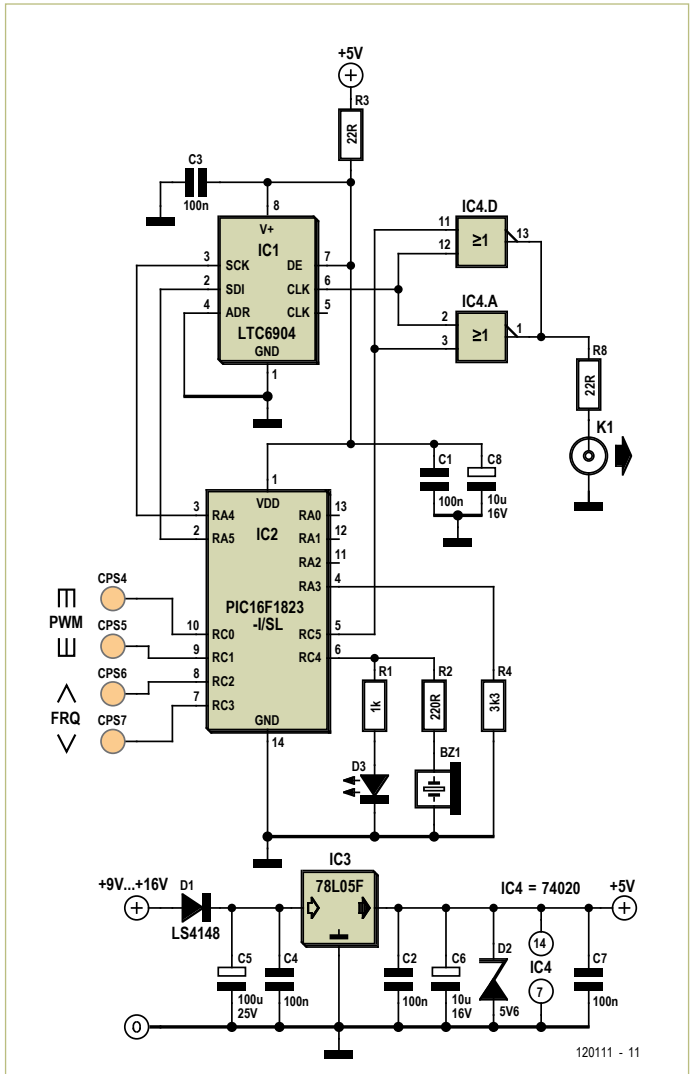 +5V
R3
22R
C3
100n
8
V+
IC1
3 SCK DE 7
2 SDI CLK 6
4 ADR CLK 5
LTC6904
GND
1
IC4.D
11
12
≥1
13
IC4.A
2
3
≥1
1
R8
22R
K1
C1
100n
C8
10u
16V
1
VDD
IC2
3 RA4 RA0 13
2 RA5 RA1 12
RA2 11
RA3 4
PIC16F1823
-I/SL
CPS4
PWM
CPS5
CPS6
FRQ
CPS7
10 RC0 RC5 5
9 RC1 RC4 6
8 RC2
7 RC3
GND
14
R1
1k
R2
220R
R4
3k3
D3
BZ1
+9V...+16V
D1
LS4148
IC3
78L05F
IC4 = 74020
+5V
C5
100u
25V
C4
100n
C2
100n
C6
10u
16V
D2
5V6
14
IC4
7
C7
100n
0
120111 - 11